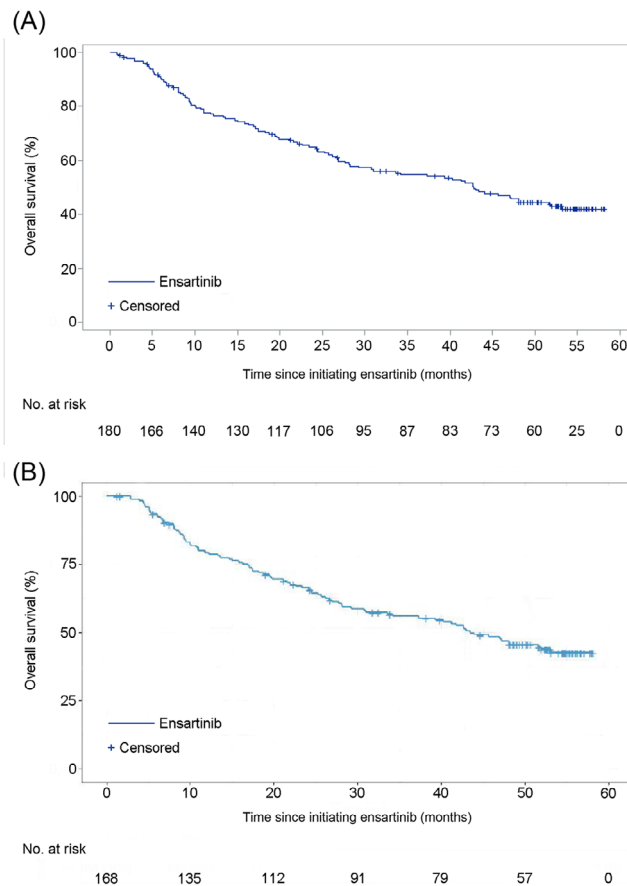 (A)
100
80
60
40
20
0
Overall survival (%)
Ensartinib
Censored
0 5 10 15 20 25 30 35 40 45 50 55 60
Time since initiating ensartinib (months)
No. at risk
180 166 140 130 117 106 95 87 83 73 60 25 0
(B)
100
75
50
25
0
Overall survival (%)
Ensartinib
Censored
0 10 20 30 40 50 60
Time since initiating ensartinib (months)
No. at risk
168 135 112 91 79 57 0